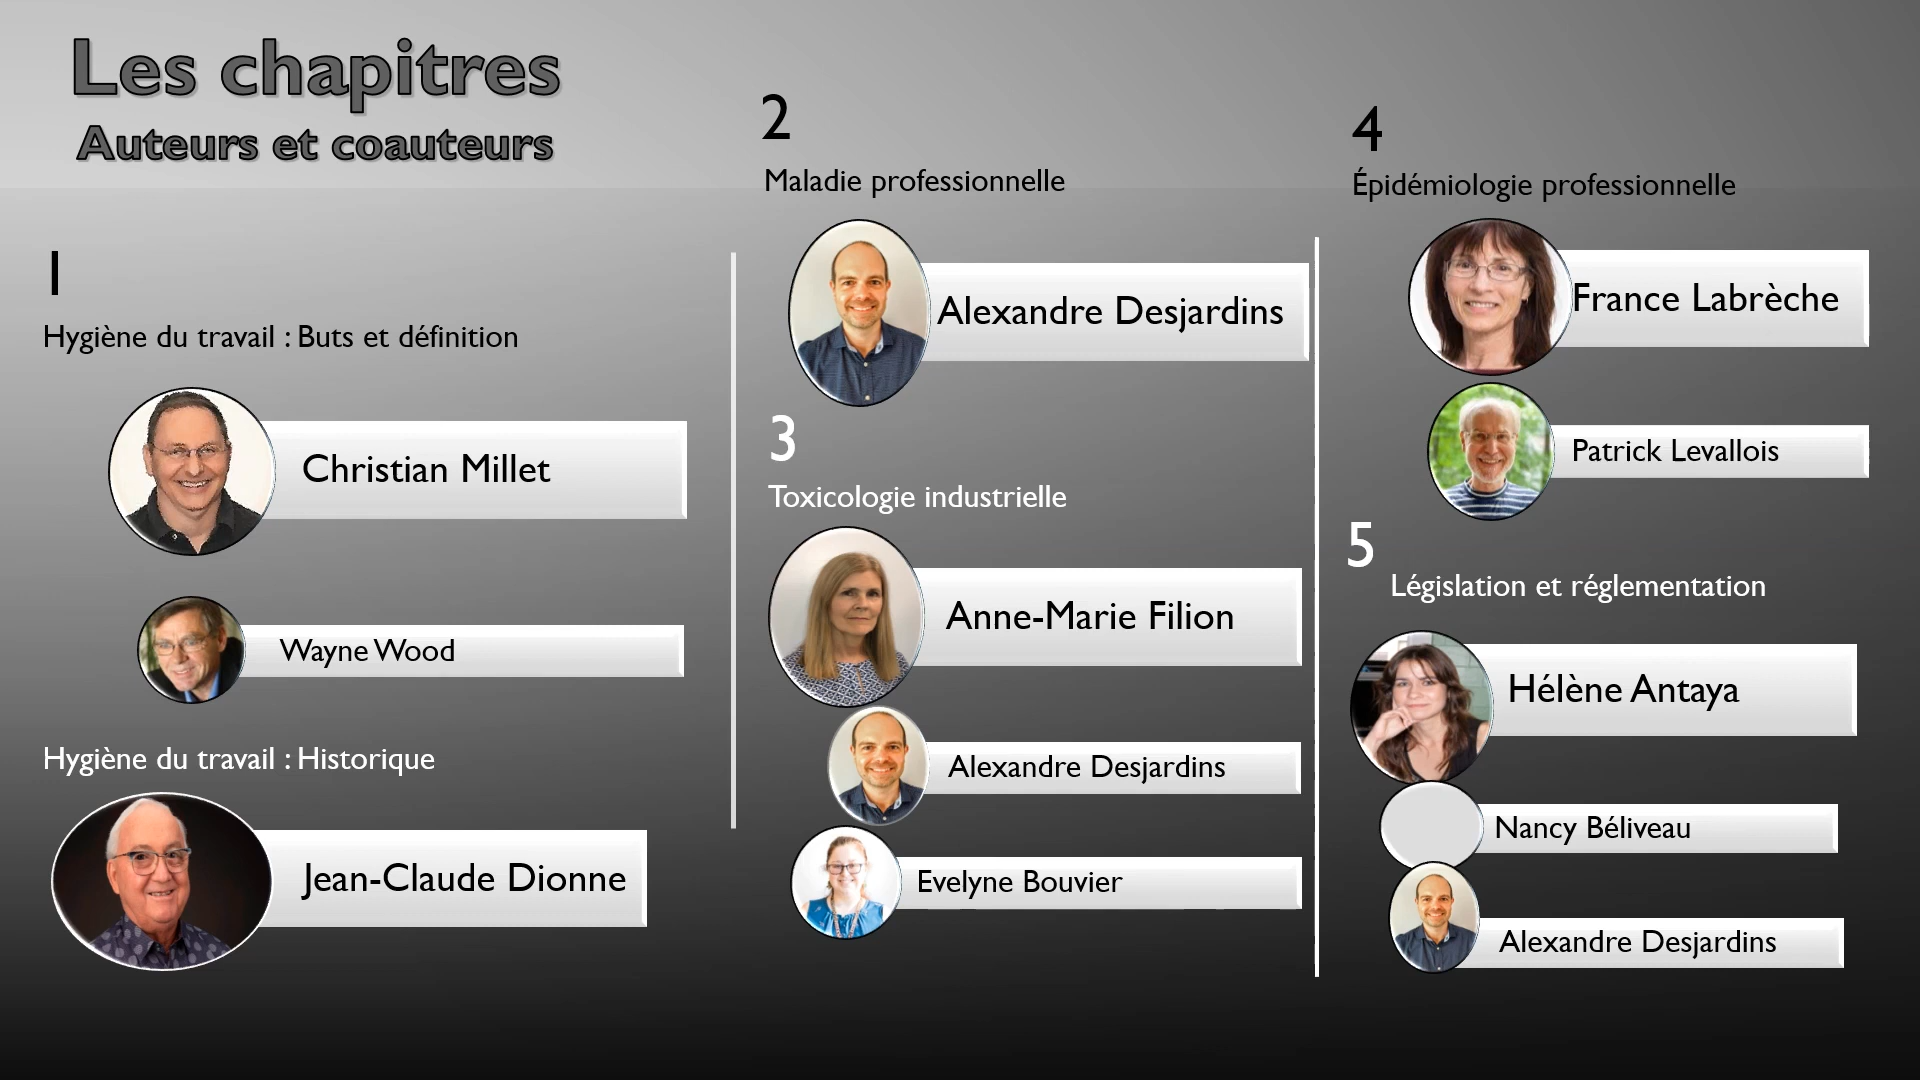 Les chapitres
Auteurs et coauteurs
1
Hygiène du travail : Buts et définition
Christian Millet
Wayne Wood
Hygiène du travail : Historique
Jean-Claude Dionne
2
Maladie professionnelle
Alexandre Desjardins
3
Toxicologie industrielle
Anne-Marie Filion
Alexandre Desjardins
Evelyne Bouvier
4
Épidémiologie professionnelle
France Labrèche
Patrick Levallois
5
Législation et réglementation
Hélène Antaya
Nancy Béliveau
Alexandre Desjardins